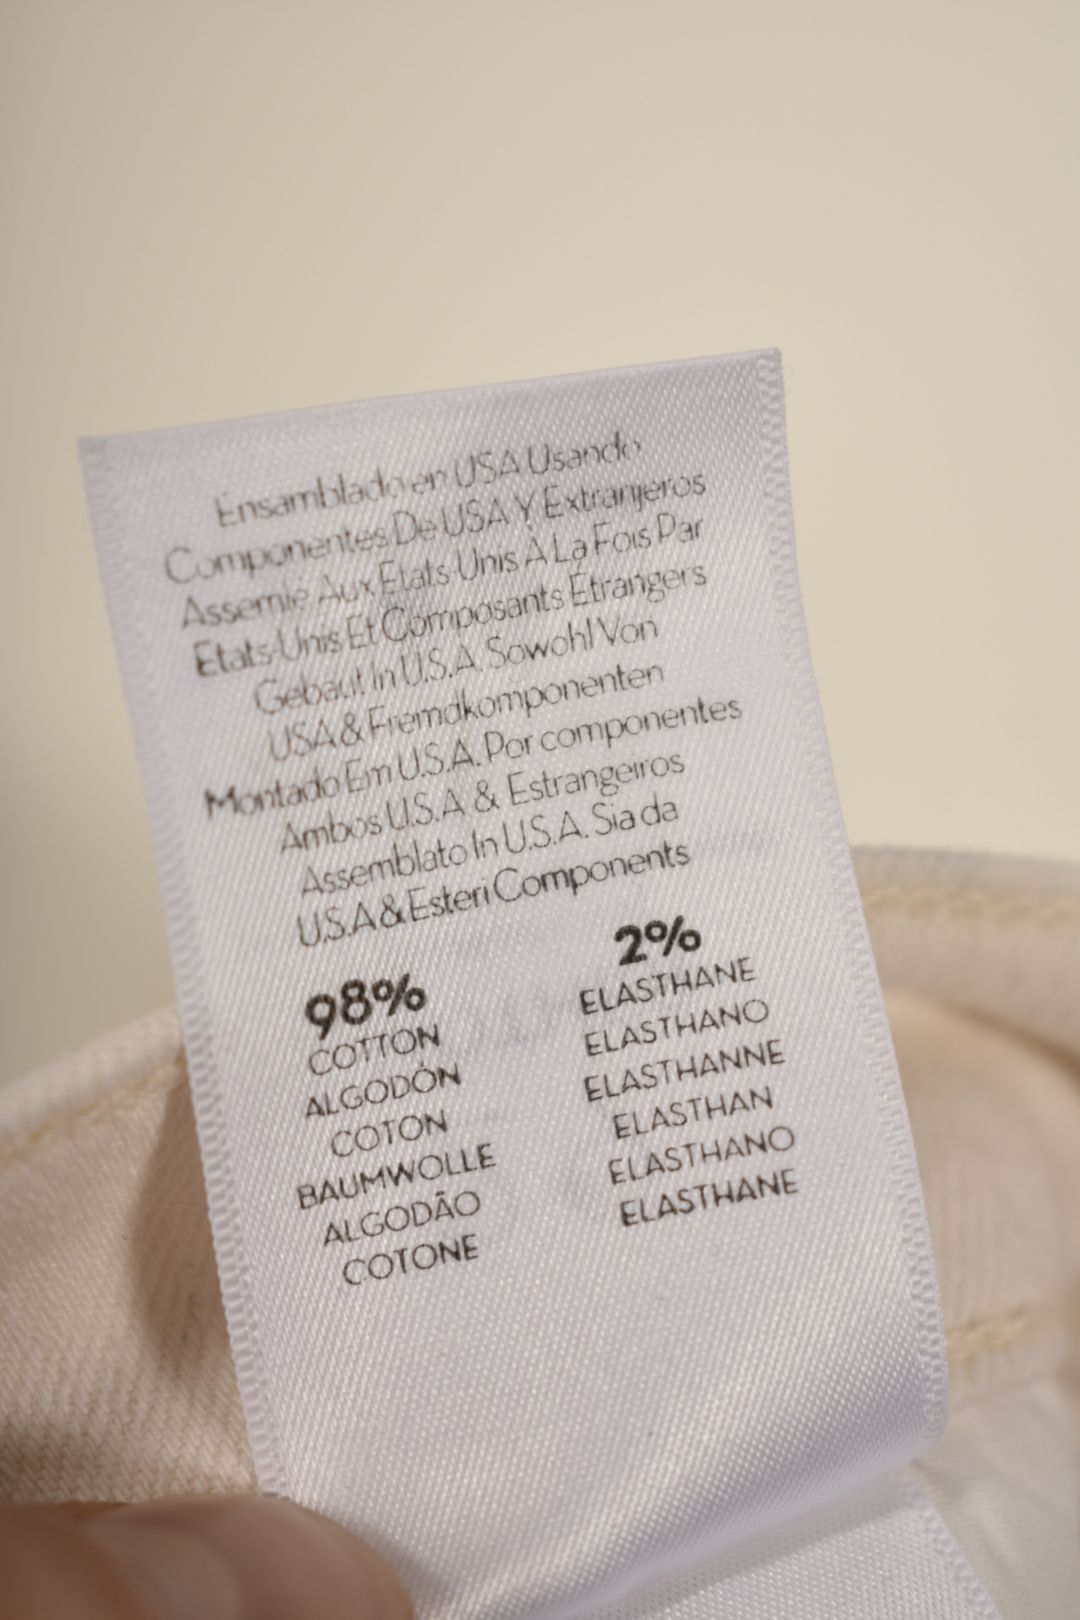 Ensamblado en USA Usando
Componentes De USA Y Extranjeros
Assemlé Aux Etats-Unis À La Fois Par
Etats-Unis Et Composants Etrangers
Gebaut In U.S.A. Sowohl Von
USA & Fremdkomponenten
Montado Em U.S.A. Por componentes
Ambos U.S.A & Estrangeiros
Assemblato In U.S.A. Sia da
U.S.A & Esteri Components
98%
COTTON
ALGODÓN
COTON
BAUMWOLLE
ALGODÃO
COTONE
2%
ELASTHANE
ELASTHANO
ELASTHANNE
ELASTHAN
ELASTHANO
ELASTHANE